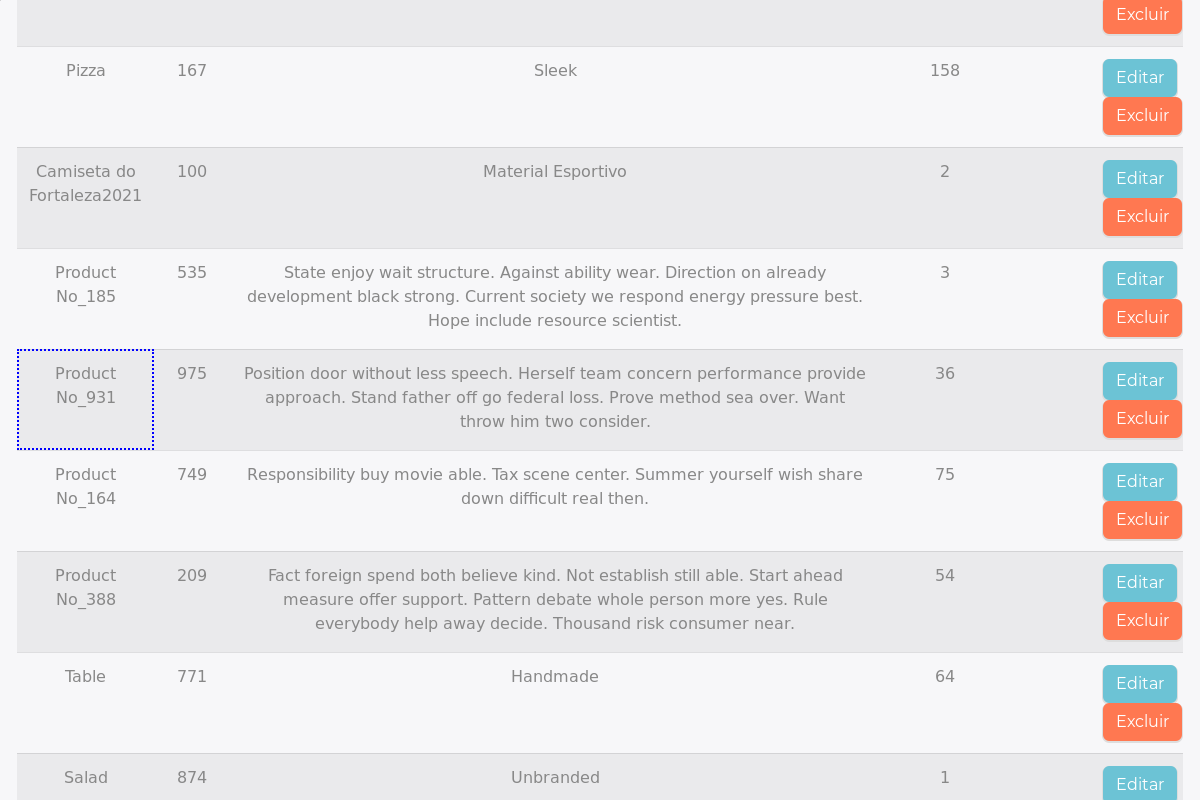 Excluir
Pizza 167 Sleek 158 Editar
Excluir
Camiseta do 100 Material Esportivo 2 Editar
Fortaleza2021
Excluir
Product 535 State enjoy wait structure. Against ability wear. Direction on already 3 Editar
No_185 development black strong. Current society we respond energy pressure best.
Hope include resource scientist. Excluir
Product 975 Position door without less speech. Herself team concern performance provide 36 Editar
No_931 approach. Stand father off go federal loss. Prove method sea over. Want
throw him two consider. Excluir
Product 749 Responsibility buy movie able. Tax scene center. Summer yourself wish share 75 Editar
No_164 down difficult real then.
Excluir
Product 209 Fact foreign spend both believe kind. Not establish still able. Start ahead 54 Editar
No_388 measure offer support. Pattern debate whole person more yes. Rule
everybody help away decide. Thousand risk consumer near. Excluir
Table 771 Handmade 64 Editar
Excluir
Salad 874 Unbranded 1 Editar